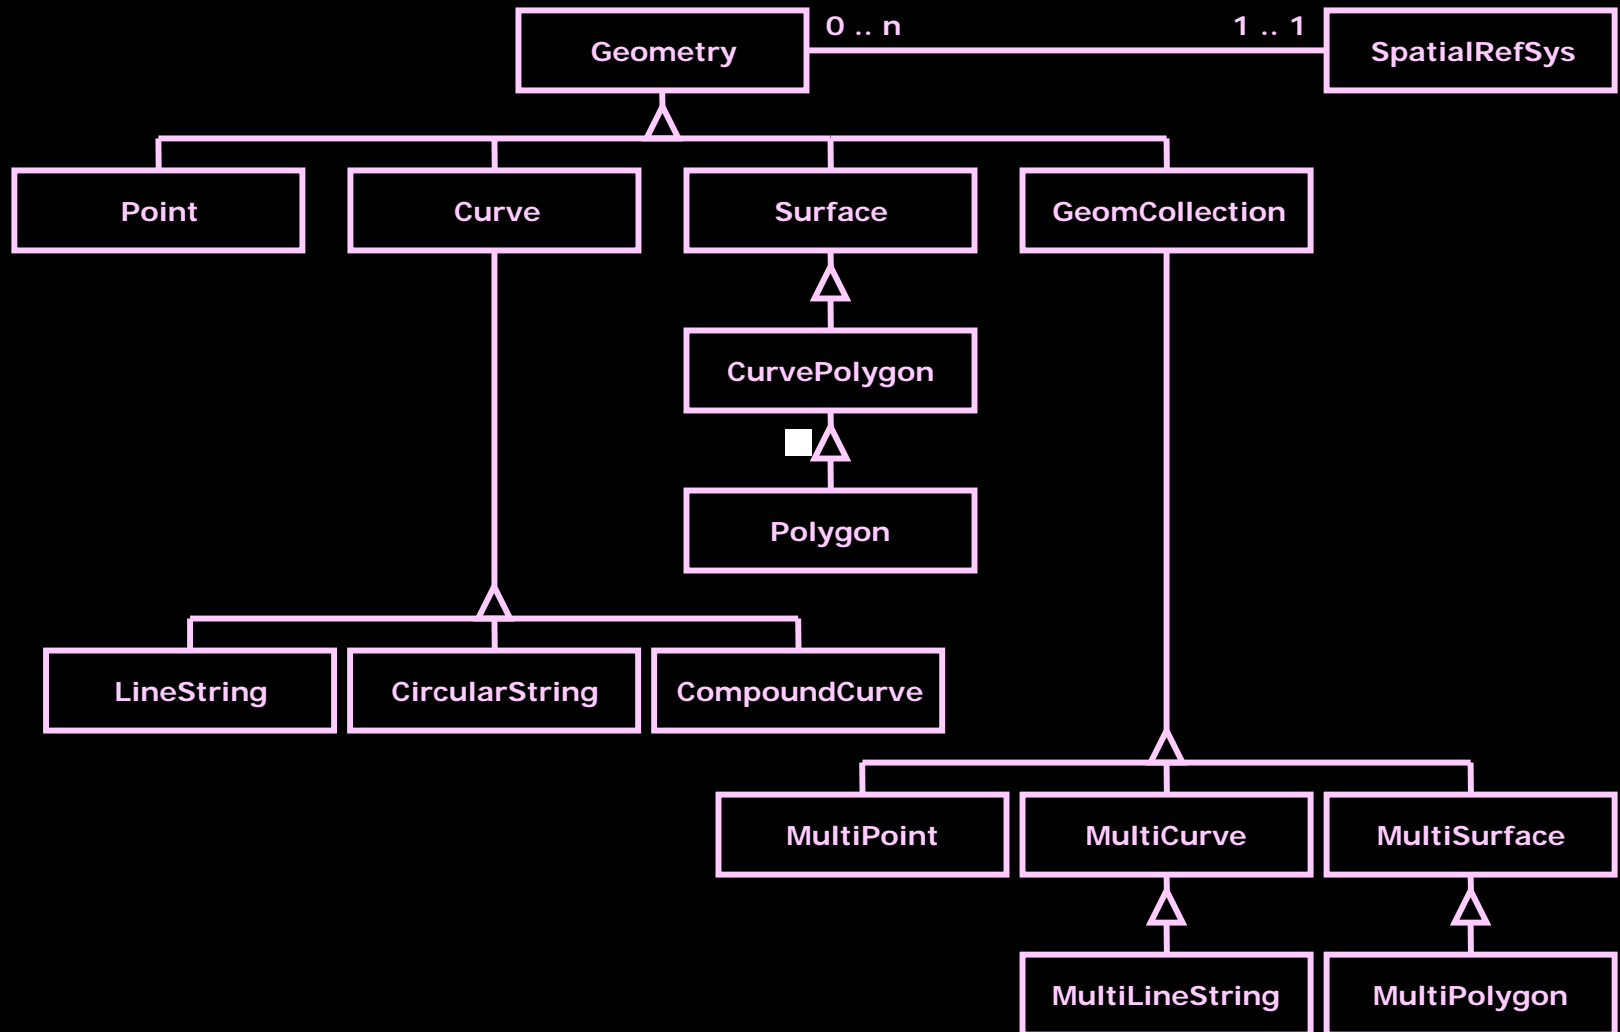 Geometry
0 .. n
1 .. 1
SpatialRefSys
Point
Curve
Surface
GeomCollection
CurvePolygon
Polygon
LineString
CircularString
CompoundCurve
MultiPoint
MultiCurve
MultiSurface
MultiLineString
MultiPolygon